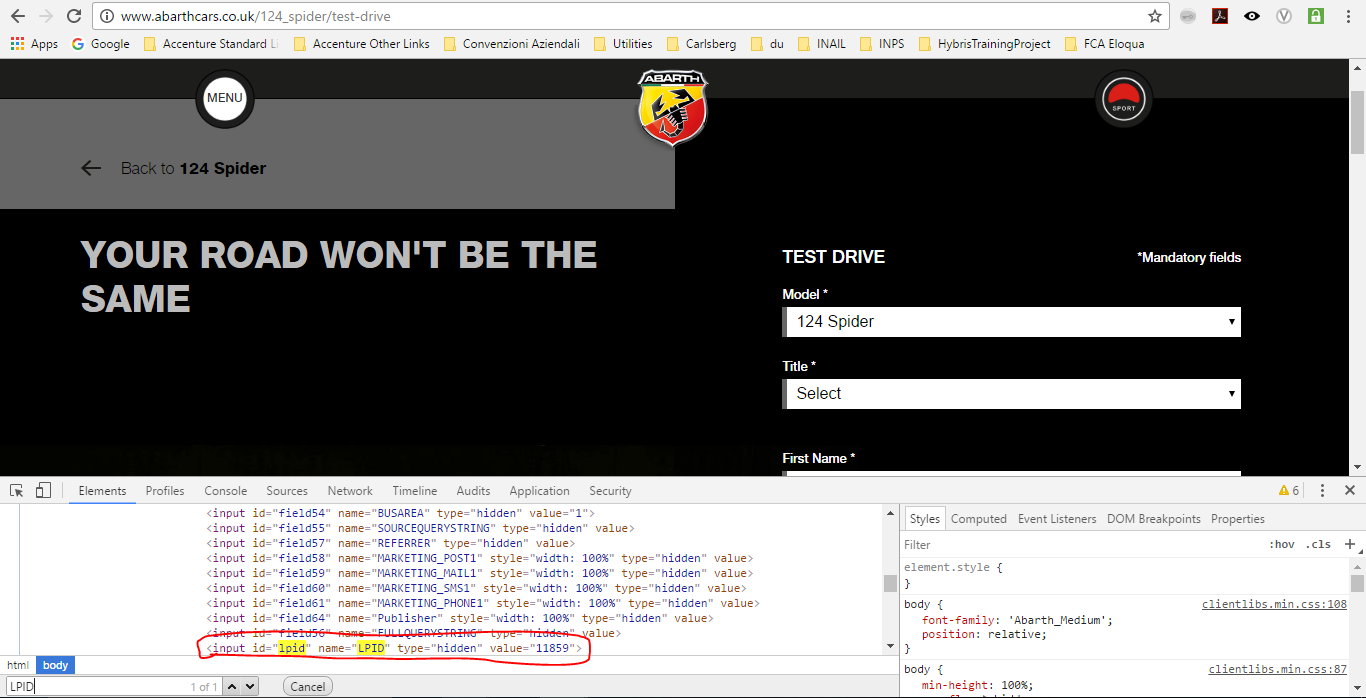 www.abarthcars.co.uk/124_spider/test-drive
Apps Google Accenture Standard Li Accenture Other Links Convenzioni Aziendali Utilities Carlsberg du INAIL INPS HybrisTrainingProject FCA Eloqua
MENU
ABARTH
SPORT
Back to 124 Spider
YOUR ROAD WON'T BE THE
SAME
TEST DRIVE
*Mandatory fields
Model *
124 Spider
Title *
Select
First Name *
Elements Profiles Console Sources Network Timeline Audits Application Security 6
<input id="field54" name="BUSAREA" type="hidden" value="1">
<input id="field55" name="SOURCEQUERYSTRING" type="hidden" value>
<input id="field57" name="REFERRER" type="hidden" value>
<input id="field58" name="MARKETING_POST1" style="width: 100%" type="hidden" value>
<input id="field59" name="MARKETING_MAIL1" style="width: 100%" type="hidden" value>
<input id="field60" name="MARKETING_SMS1" style="width: 100%" type="hidden" value>
<input id="field61" name="MARKETING_PHONE1" style="width: 100%" type="hidden" value>
<input id="field64" name="Publisher" style="width: 100%" type="hidden" value>
<input id="field56" name="FULLQUERYSTRING" type="hidden" value>
<input id="lpid" name="LPID" type="hidden" value="11859">
html body
LPID 1 of 1 Cancel
Styles Computed Event Listeners DOM Breakpoints Properties
Filter :hov .cls +
element.style {
}
body { clientlibs.min.css:108
font-family: 'Abarth_Medium';
position: relative;
}
body { clientlibs.min.css:87
min-height: 100%;